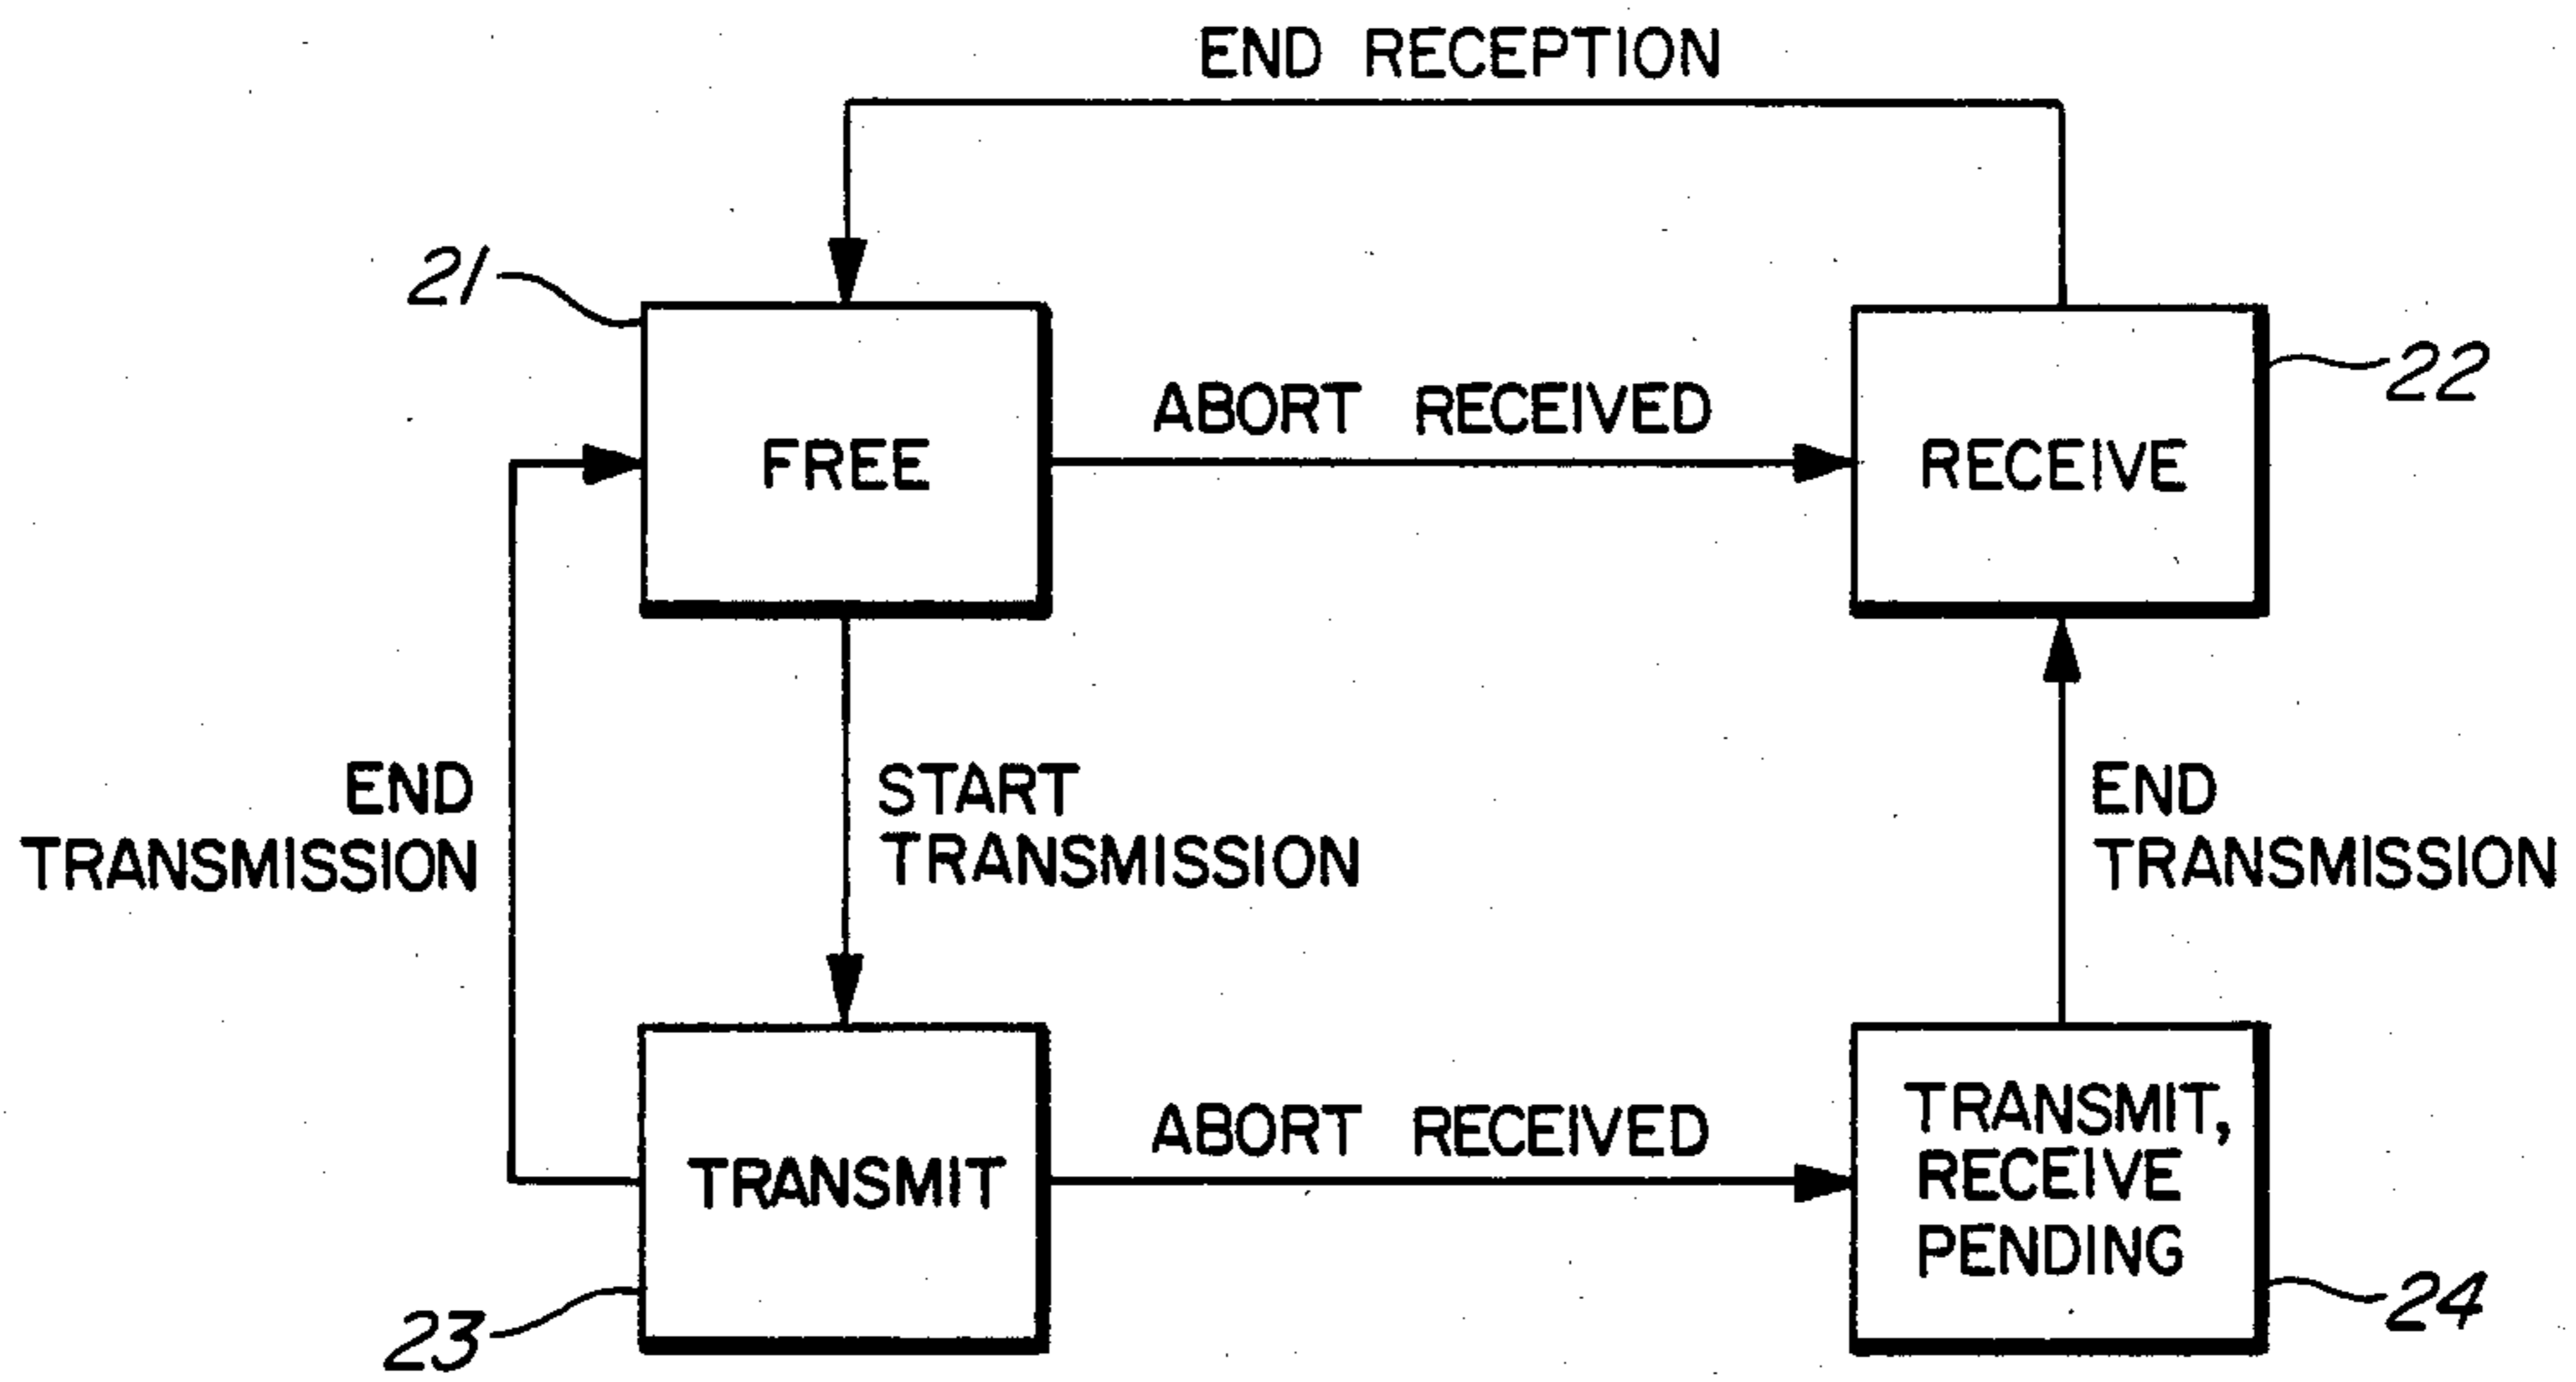 END RECEPTION
21
22
ABORT RECEIVED
FREE
RECEIVE
END
TRANSMISSION
START
TRANSMISSION
END
TRANSMISSION
TRANSMIT,
RECEIVE
PENDING
ABORT RECEIVED
TRANSMIT
23
24